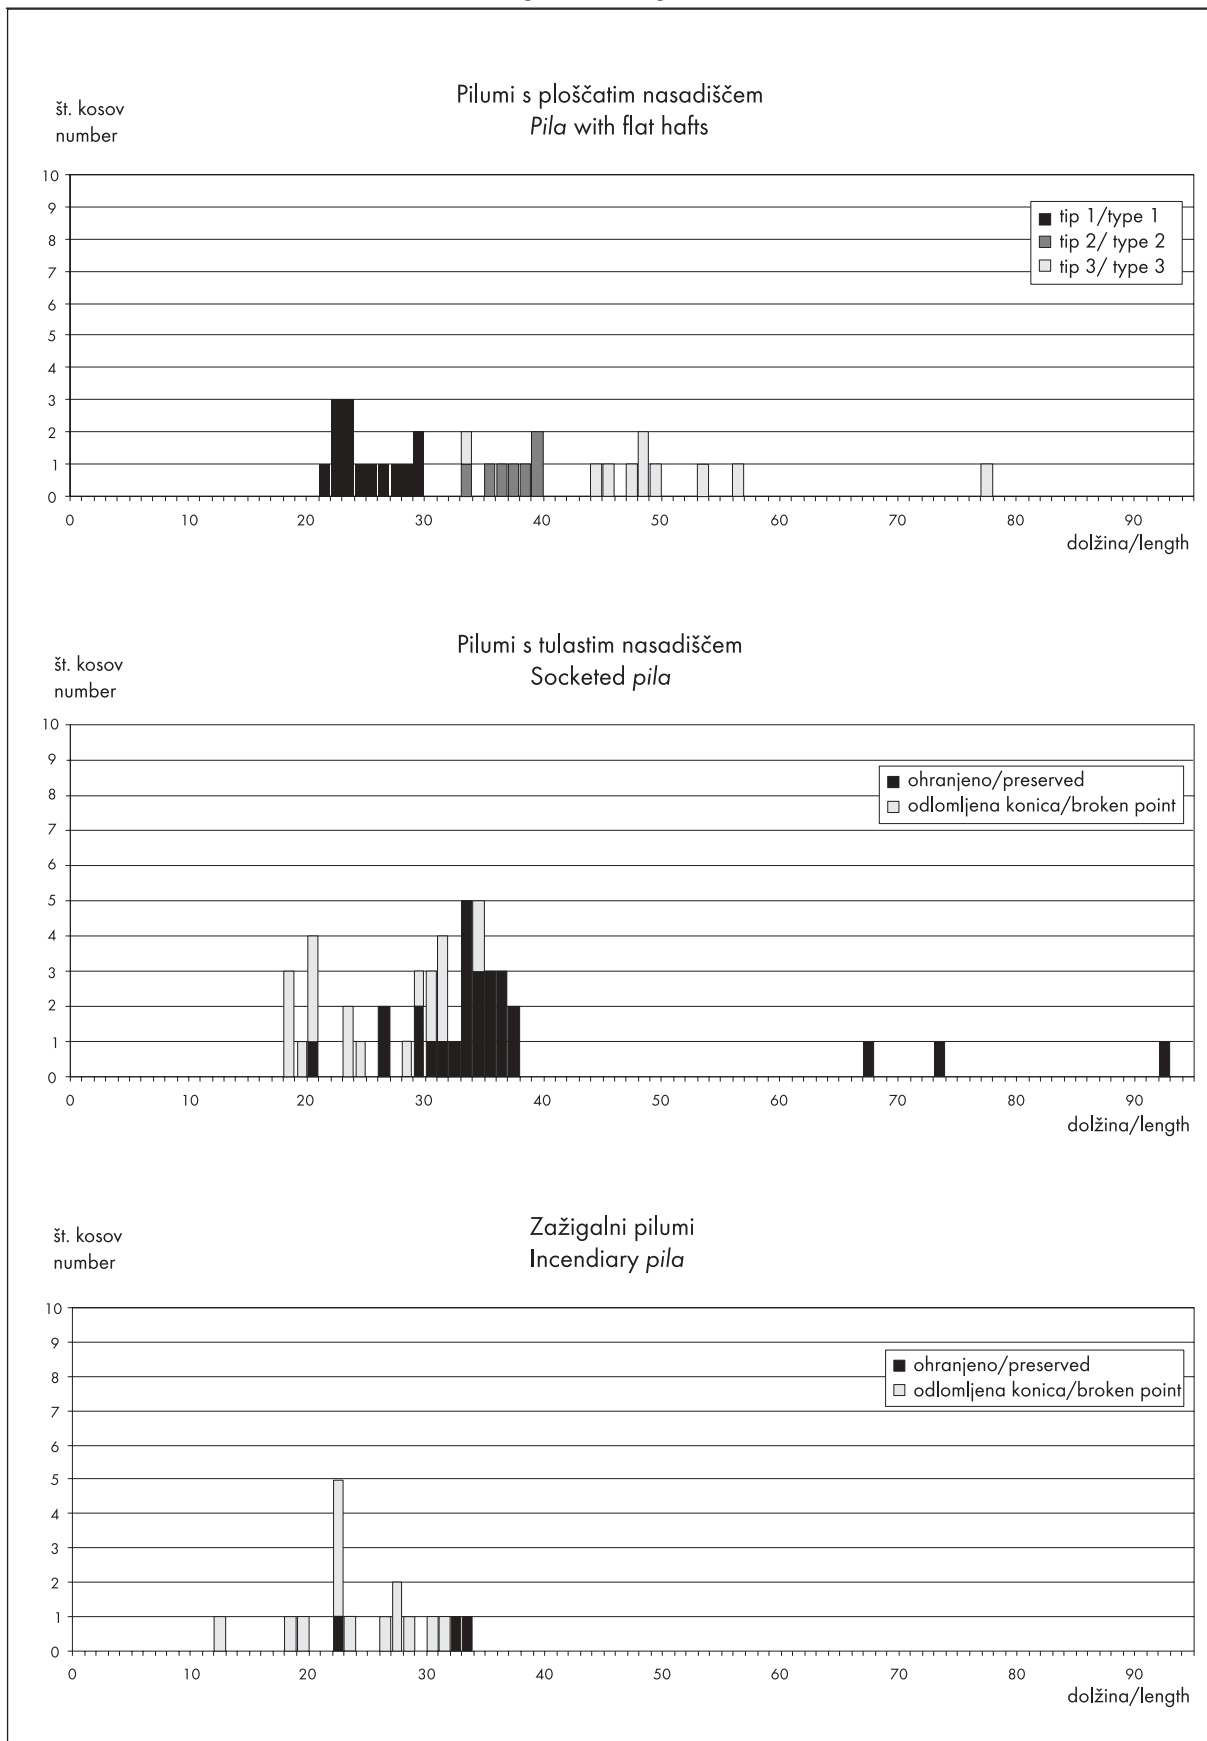 Pilumi s ploščatim nasadiščem
Pila with flat hafts
št. kosov
number
10
9
8
7
6
5
4
3
2
1
0
tip 1/type 1
tip 2/ type 2
tip 3/ type 3
0 20 30 40 50 60 70 80 90
dolžina/length
Pilumi s tulastim nasadiščem
Socketed pila
št. kosov
number
10
9
8
7
6
5
4
3
2
1
0
ohranjeno/preserved
odlomljena konica/broken point
0 20 30 40 50 60 70 80 90
dolžina/length
Zažigalni pilumi
Incendiary pila
št. kosov
number
10
9
8
7
6
5
4
3
2
1
0
ohranjeno/preserved
odlomljena konica/broken point
0 20 30 40 50 60 70 80 90
dolžina/length